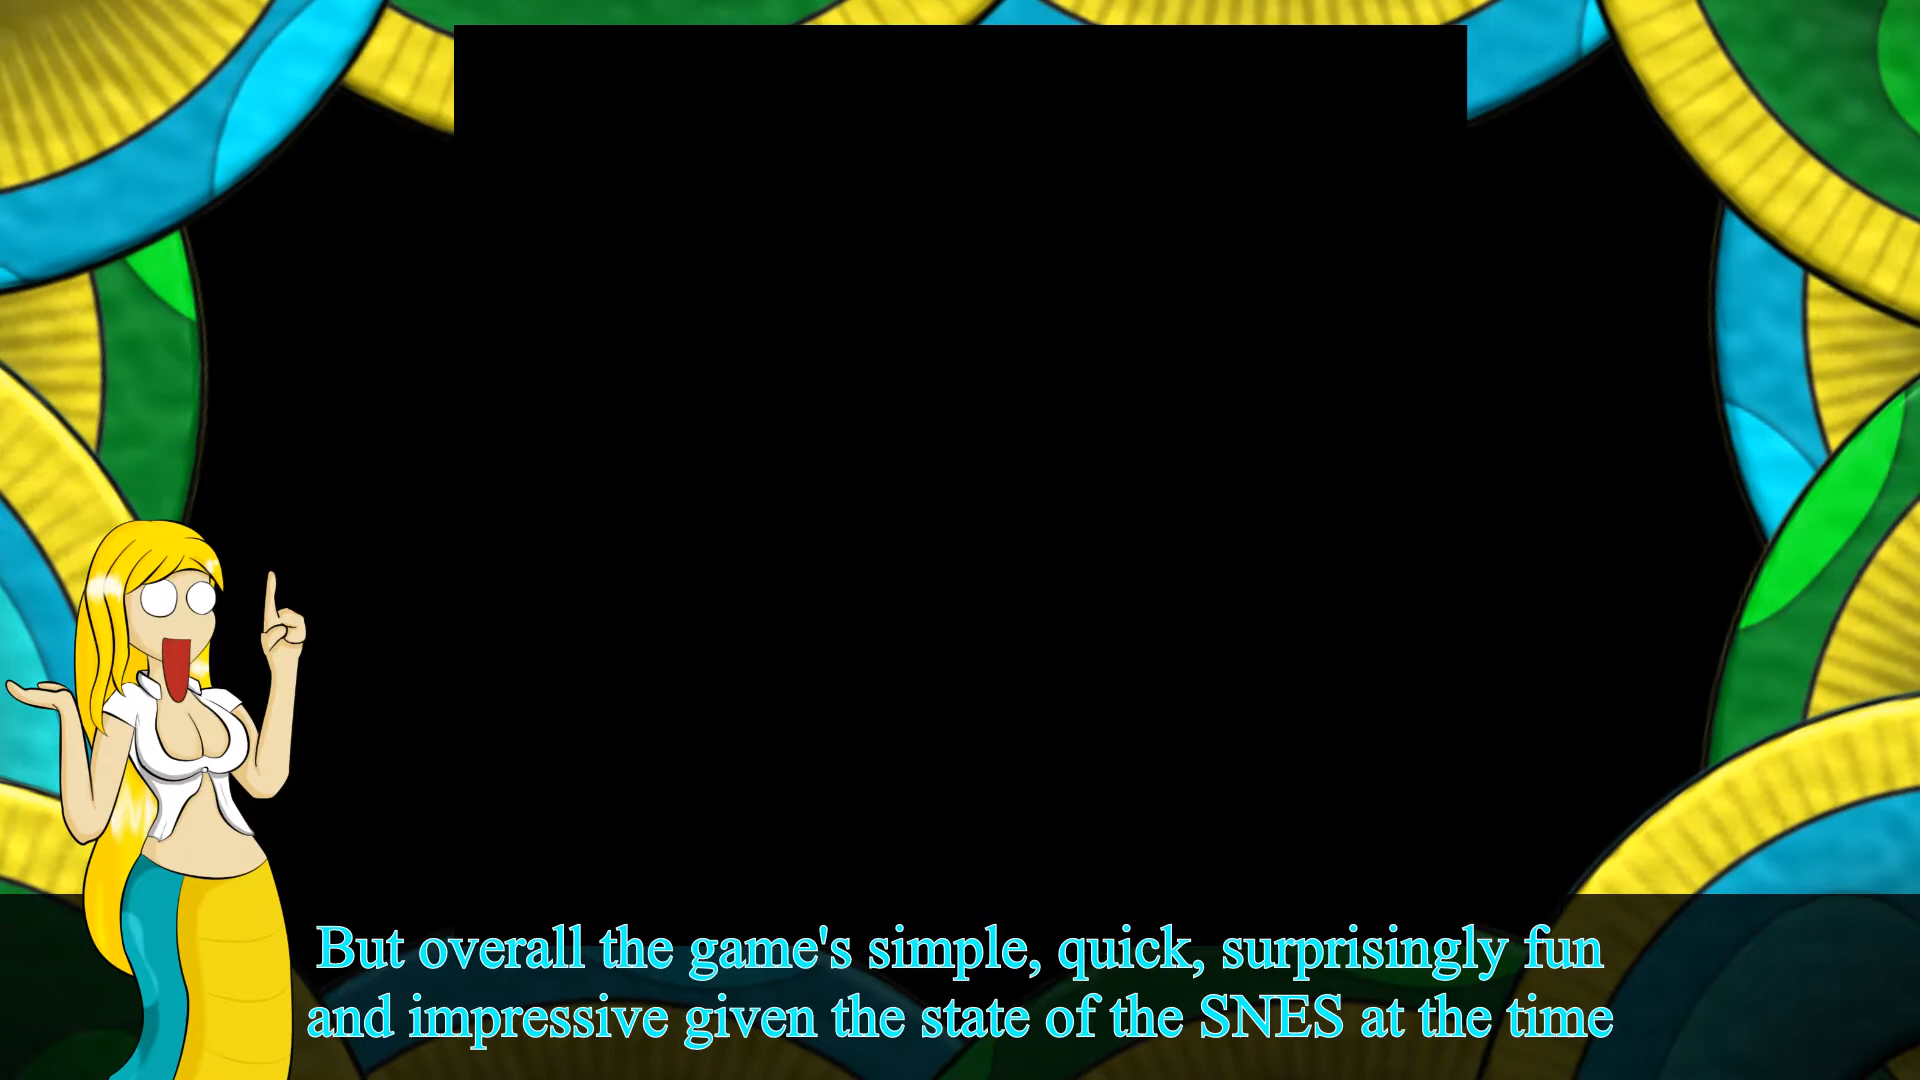 But overall the game's simple, quick, surprisingly fun
and impressive given the state of the SNES at the time